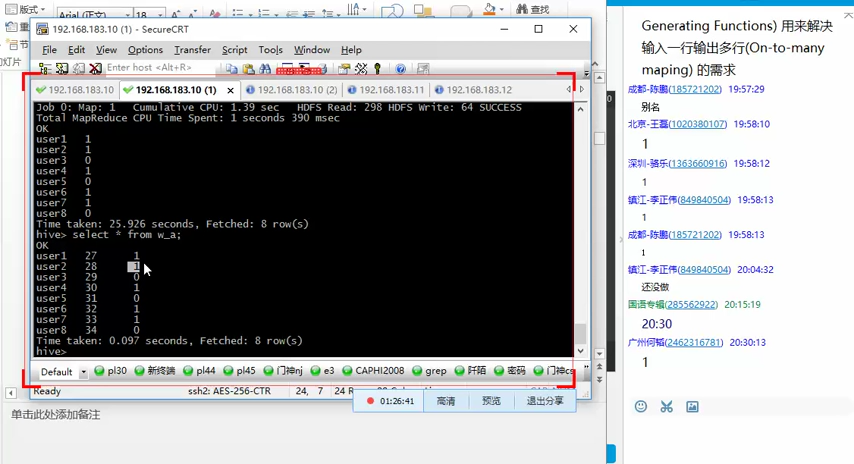 版式
Arial (正文)
18
查找
节
灯片
192.168.183.10 (1) - SecureCRT
File Edit View Options Transfer Script Tools Window Help
Enter host <Alt+R>
192.168.183.10 192.168.183.10 (1) × 192.168.183.10 (2) 192.168.183.11 192.168.183.12
Job 0: Map: 1 Cumulative CPU: 1.39 sec HDFS Read: 298 HDFS Write: 64 SUCCESS
Total MapReduce CPU Time Spent: 1 seconds 390 msec
OK
user1 1
user2 1
user3 0
user4 1
user5 0
user6 1
user7 1
user8 0
Time taken: 25.926 seconds, Fetched: 8 row(s)
hive> select * from w_a;
OK
user1 27 1
user2 28 1
user3 29 0
user4 30 1
user5 31 0
user6 32 1
user7 33 1
user8 34 0
Time taken: 0.097 seconds, Fetched: 8 row(s)
hive>
Default pl30 新终端 pl44 pl45 门神nj e3 CAPHI2008 grep 阡陌 密码 门神cs
Ready ssh2: AES-256-CTR 24, 7
01:26:41 高清 预览 退出分享
单击此处添加备注
Generating Functions) 用来解决
输入一行输出多行(On-to-many
maping) 的需求
成都-陈鹏(185721202) 19:57:29
别名
北京-王磊(1020380107) 19:58:10
1
深圳-骆乐(1363660916) 19:58:12
1
镇江-李正伟(849840504) 19:58:13
1
成都-陈鹏(185721202) 19:58:13
1
镇江-李正伟(849840504) 20:04:32
还没做
国语专辑(285562922) 20:15:19
20:30
广州何韬(2462316781) 20:30:13
1